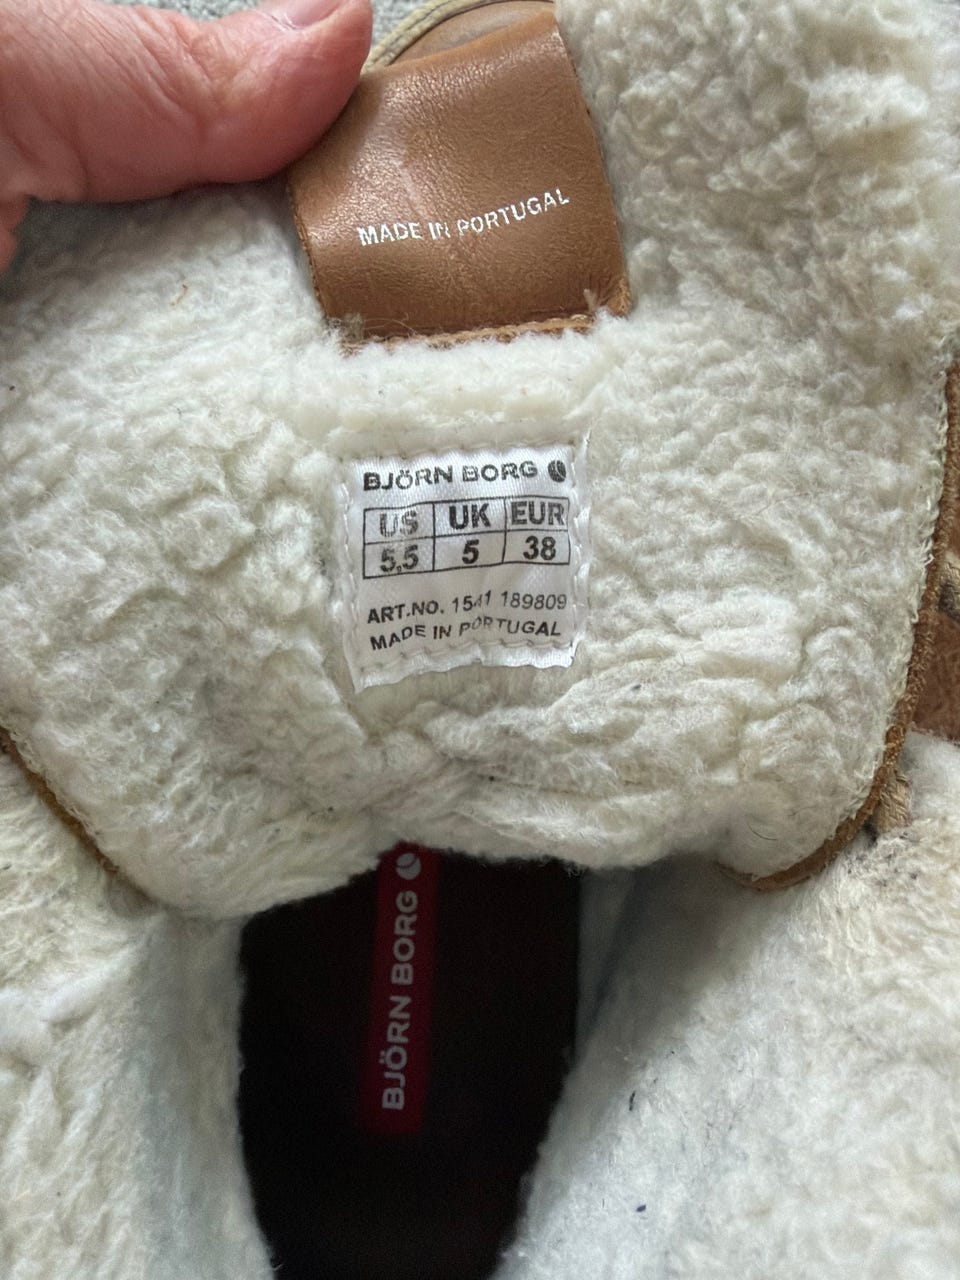 MADE IN PORTUGAL
BJÖRN BORG
US UK EUR
5,5 5 38
ART.NO. 1541 189809
MADE IN PORTUGAL
BJÖRN BORG